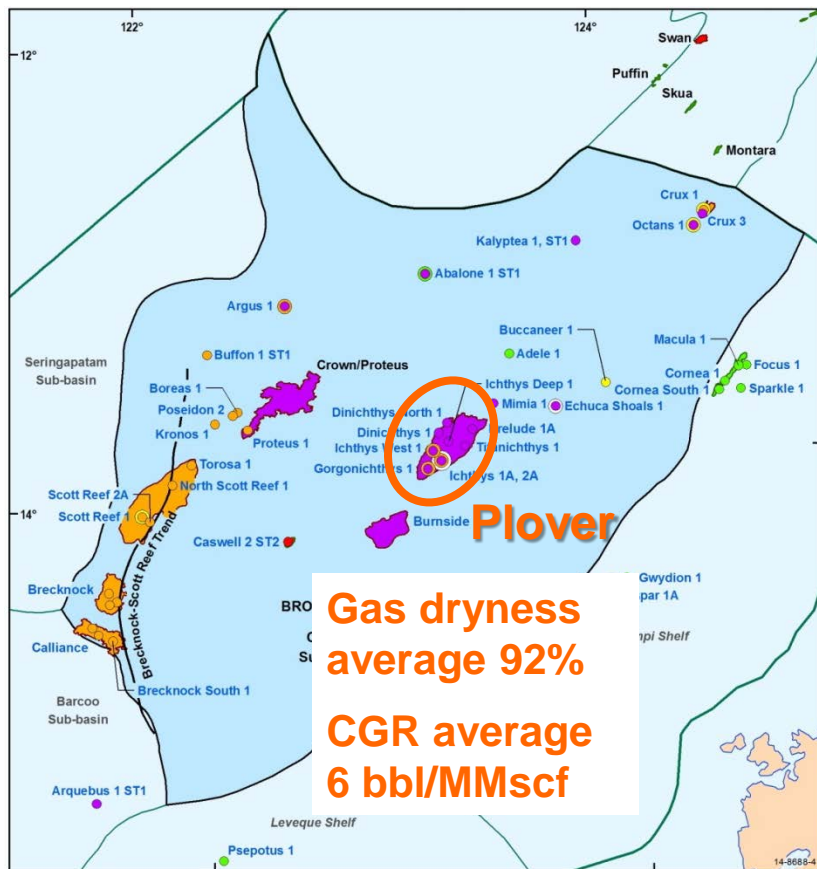 122°
124°
12°
Swan
Puffin
Skua
Montara
Crux 1
Octans 1
Crux 3
Kalyptea 1, ST1
Abalone 1 ST1
Argus 1
Buccaneer 1
Macula 1
Buffon 1 ST1
Adele 1
Seringapatam
Sub-basin
Crown/Proteus
Cornea 1
Focus 1
Ichthys Deep 1
Cornea South 1
Sparkle 1
Boreas 1
Dinichthys North 1
Mimia 1
Echuca Shoals 1
Poseidon 2
Dinichthys 1
Prelude 1A
Kronos 1
Proteus 1
Ichthys West 1
Titanichthys 1
Torosa 1
Gorgonichthys 1
Ichthys 1A, 2A
North Scott Reef 1
Scott Reef 2A
14°
Scott Reef 1
Burnside
Plover
Caswell 2 ST2
Brecknock-Scott Reef Trend
Gwydion 1
par 1A
Brecknock
BRO
C
Su
Gas dryness
average 92%
mpi Shelf
Calliance
Brecknock South 1
Barcoo
Sub-basin
CGR average
6 bbl/MMscf
Arquebus 1 ST1
Leveque Shelf
Psepotus 1
14-8688-4